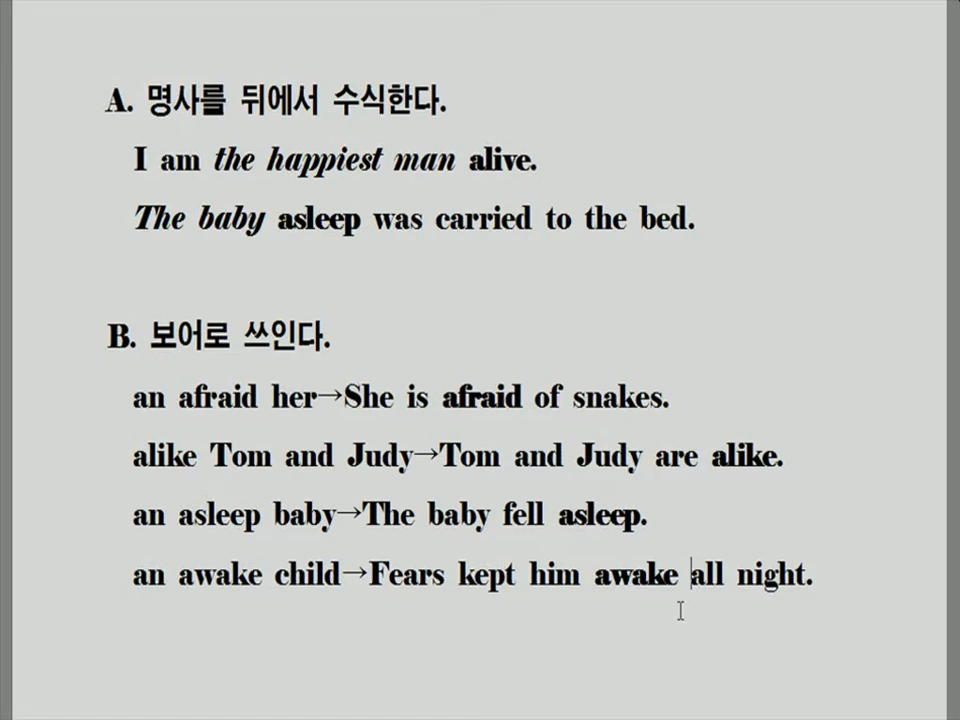 A. 명사를 뒤에서 수식한다.
I am the happiest man alive.
The baby asleep was carried to the bed.
B. 보어로 쓰인다.
an afraid her→She is afraid of snakes.
alike Tom and Judy→Tom and Judy are alike.
an asleep baby→The baby fell asleep.
an awake child→Fears kept him awake all night.